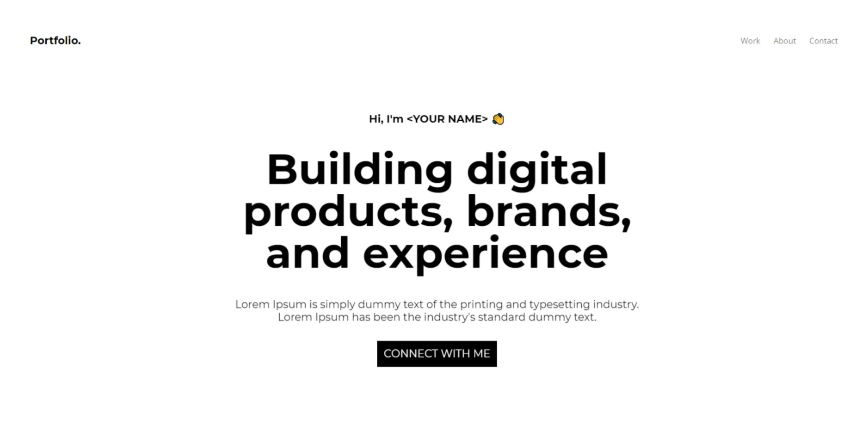 Portfolio.
Work About Contact
Hi, I'm <YOUR NAME> 👋
Building digital
products, brands,
and experience
Lorem Ipsum is simply dummy text of the printing and typesetting industry.
Lorem Ipsum has been the industry's standard dummy text.
CONNECT WITH ME